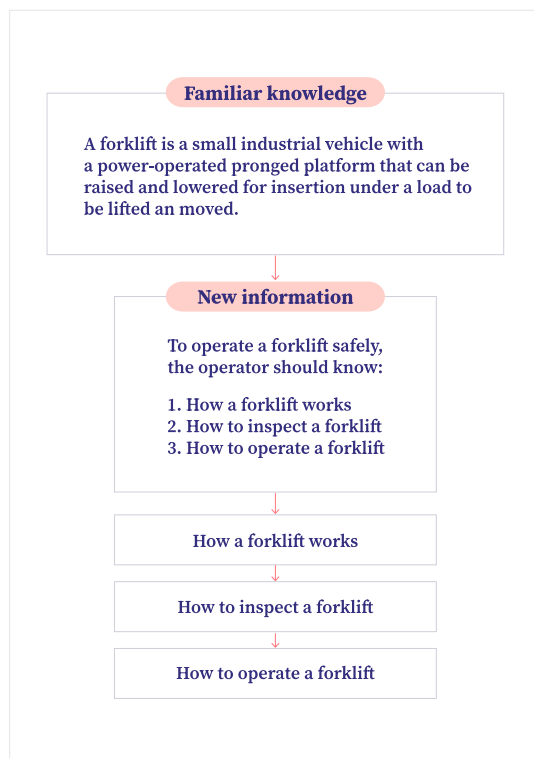 Familiar knowledge
A forklift is a small industrial vehicle with
a power-operated pronged platform that can be
raised and lowered for insertion under a load to
be lifted an moved.
New information
To operate a forklift safely,
the operator should know:
1. How a forklift works
2. How to inspect a forklift
3. How to operate a forklift
How a forklift works
How to inspect a forklift
How to operate a forklift